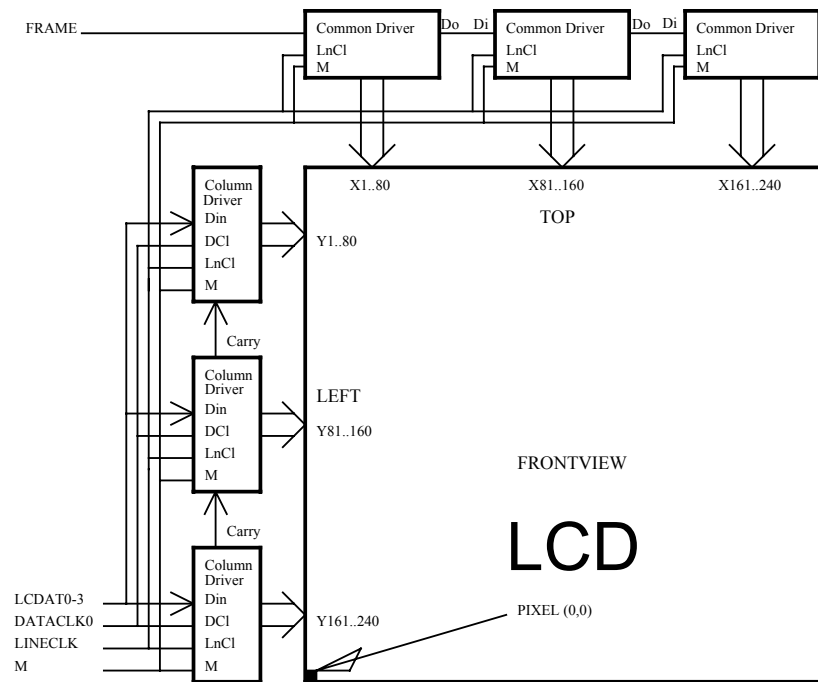 FRAME
Common Driver
LnCl
M
Do
Di
Common Driver
LnCl
M
Do
Di
Common Driver
LnCl
M
X1..80
X81..160
X161..240
TOP
Column
Driver
Din
DCl
LnCl
M
Y1..80
Carry
Column
Driver
Din
DCl
LnCl
M
LEFT
Y81..160
FRONTVIEW
LCD
Carry
Column
Driver
Din
DCl
LnCl
M
LCDAT0-3
DATACLK0
LINECLK
M
Y161..240
PIXEL (0,0)